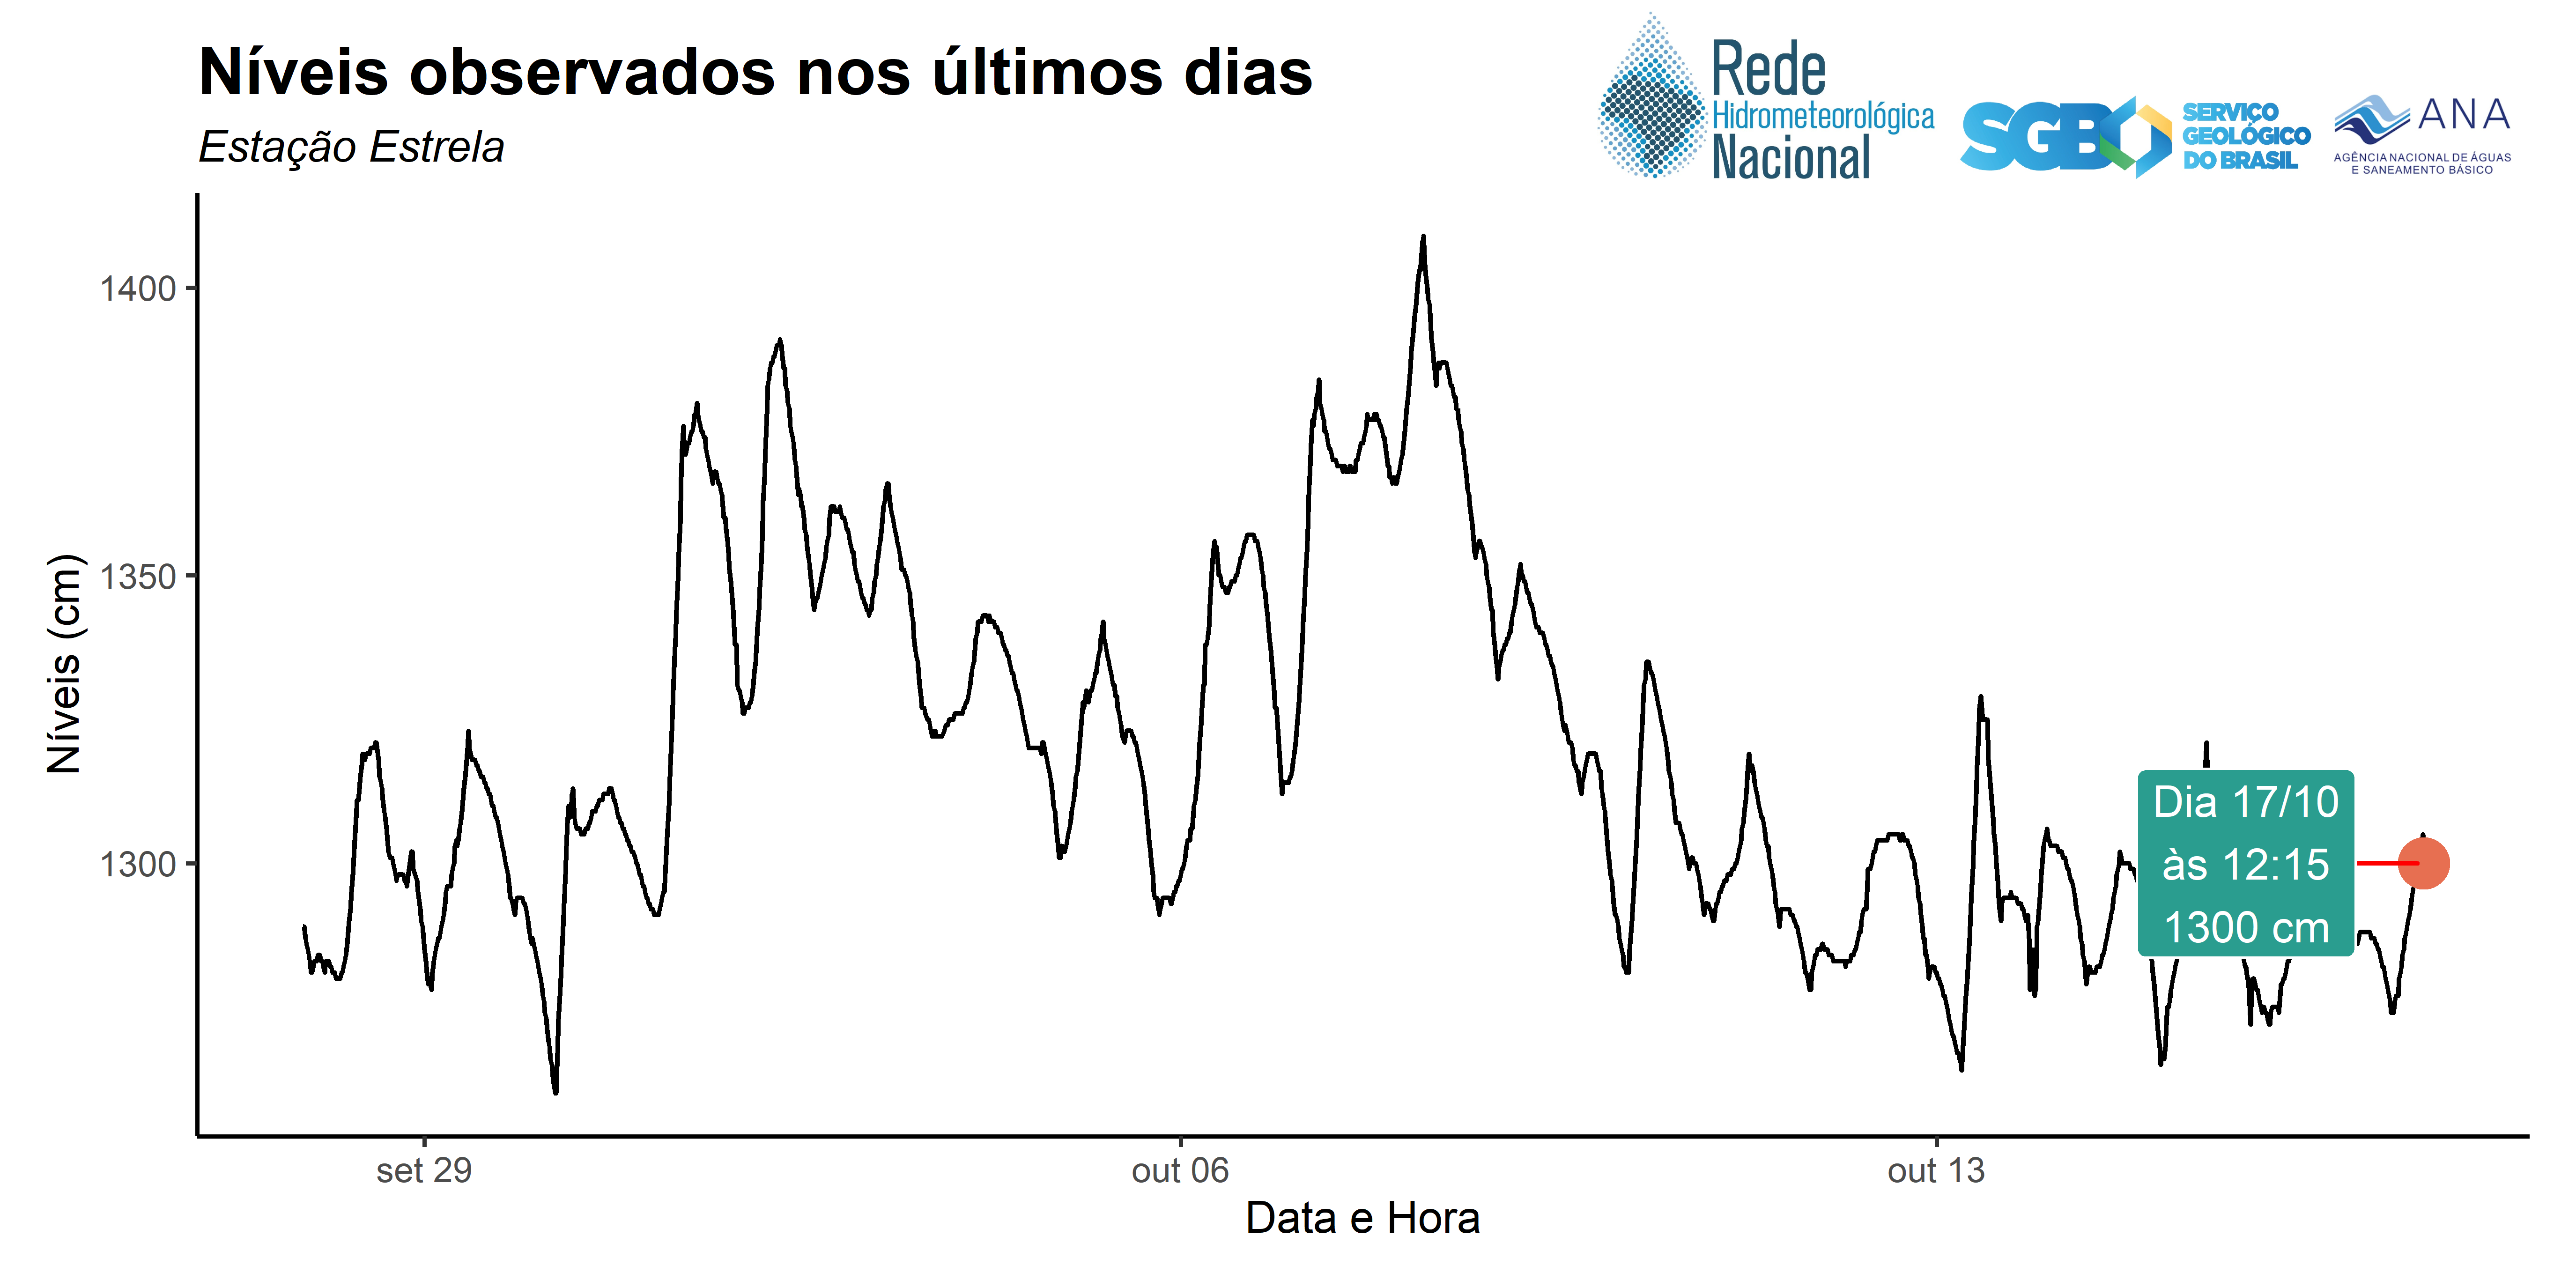 Níveis observados nos últimos dias
Estação Estrela
Rede
Hidrometeorológica
Nacional
SGB
SERVIÇO
GEOLÓGICO
DO BRASIL
ANA
AGÊNCIA NACIONAL DE ÁGUAS
E SANEAMENTO BÁSICO
Níveis (cm)
1400
1350
1300
Dia 17/10
às 12:15
1300 cm
set 29
out 06
out 13
Data e Hora